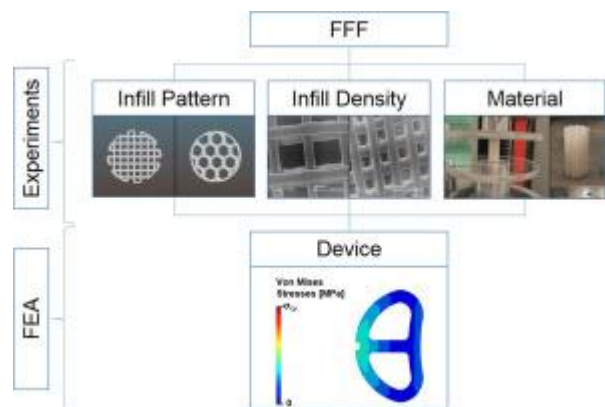 FFF
Experiments
Infill Pattern
Infill Density
Material
FEA
Device
Von Mises
Stresses [MPa]
0